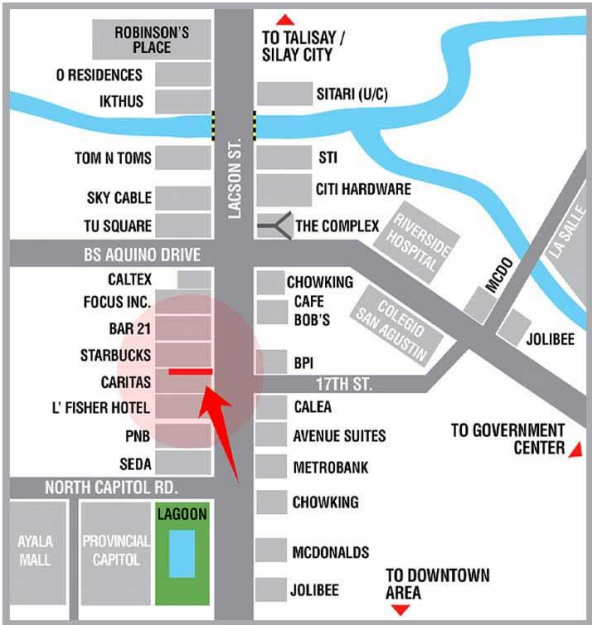 ROBINSON'S
PLACE
TO TALISAY /
SILAY CITY
O RESIDENCES
IKTHUS
SITARI (U/C)
LACSON ST.
TOM N TOMS
STI
CITI HARDWARE
SKY CABLE
TU SQUARE
THE COMPLEX
RIVERSIDE
HOSPITAL
LA SALLE
BS AQUINO DRIVE
CALTEX
CHOWKING
MCDO
FOCUS INC.
CAFE
BOB'S
COLEGIO
SAN AGUSTIN
BAR 21
JOLIBEE
STARBUCKS
BPI
CARITAS
17TH ST.
L' FISHER HOTEL
CALEA
PNB
AVENUE SUITES
TO GOVERNMENT
CENTER
SEDA
METROBANK
NORTH CAPITOL RD.
CHOWKING
LAGOON
AYALA
MALL
PROVINCIAL
CAPITOL
MCDONALDS
JOLIBEE
TO DOWNTOWN
AREA